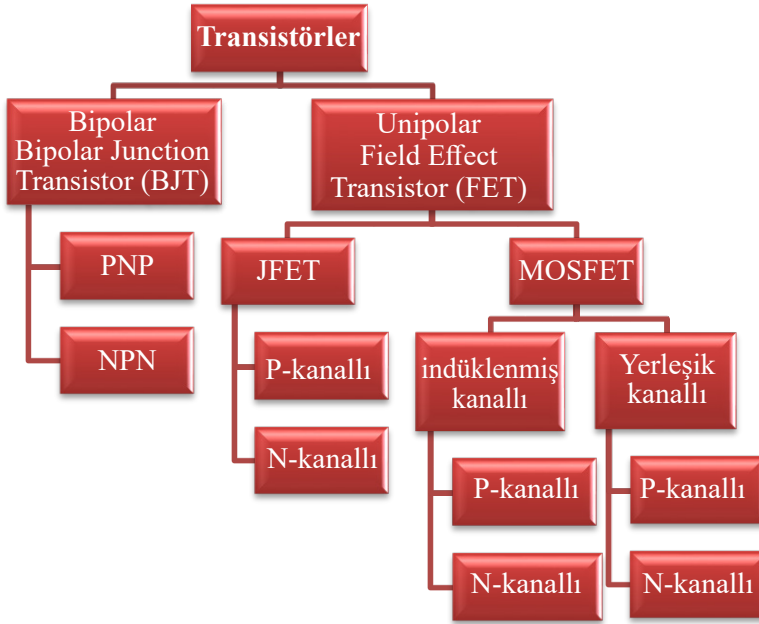 Transistörler
Bipolar
Bipolar Junction
Transistor (BJT)
PNP
NPN
Unipolar
Field Effect
Transistor (FET)
JFET
P-kanallı
N-kanallı
MOSFET
indüklenmiş
kanallı
P-kanallı
N-kanallı
Yerleşik
kanallı
P-kanallı
N-kanallı